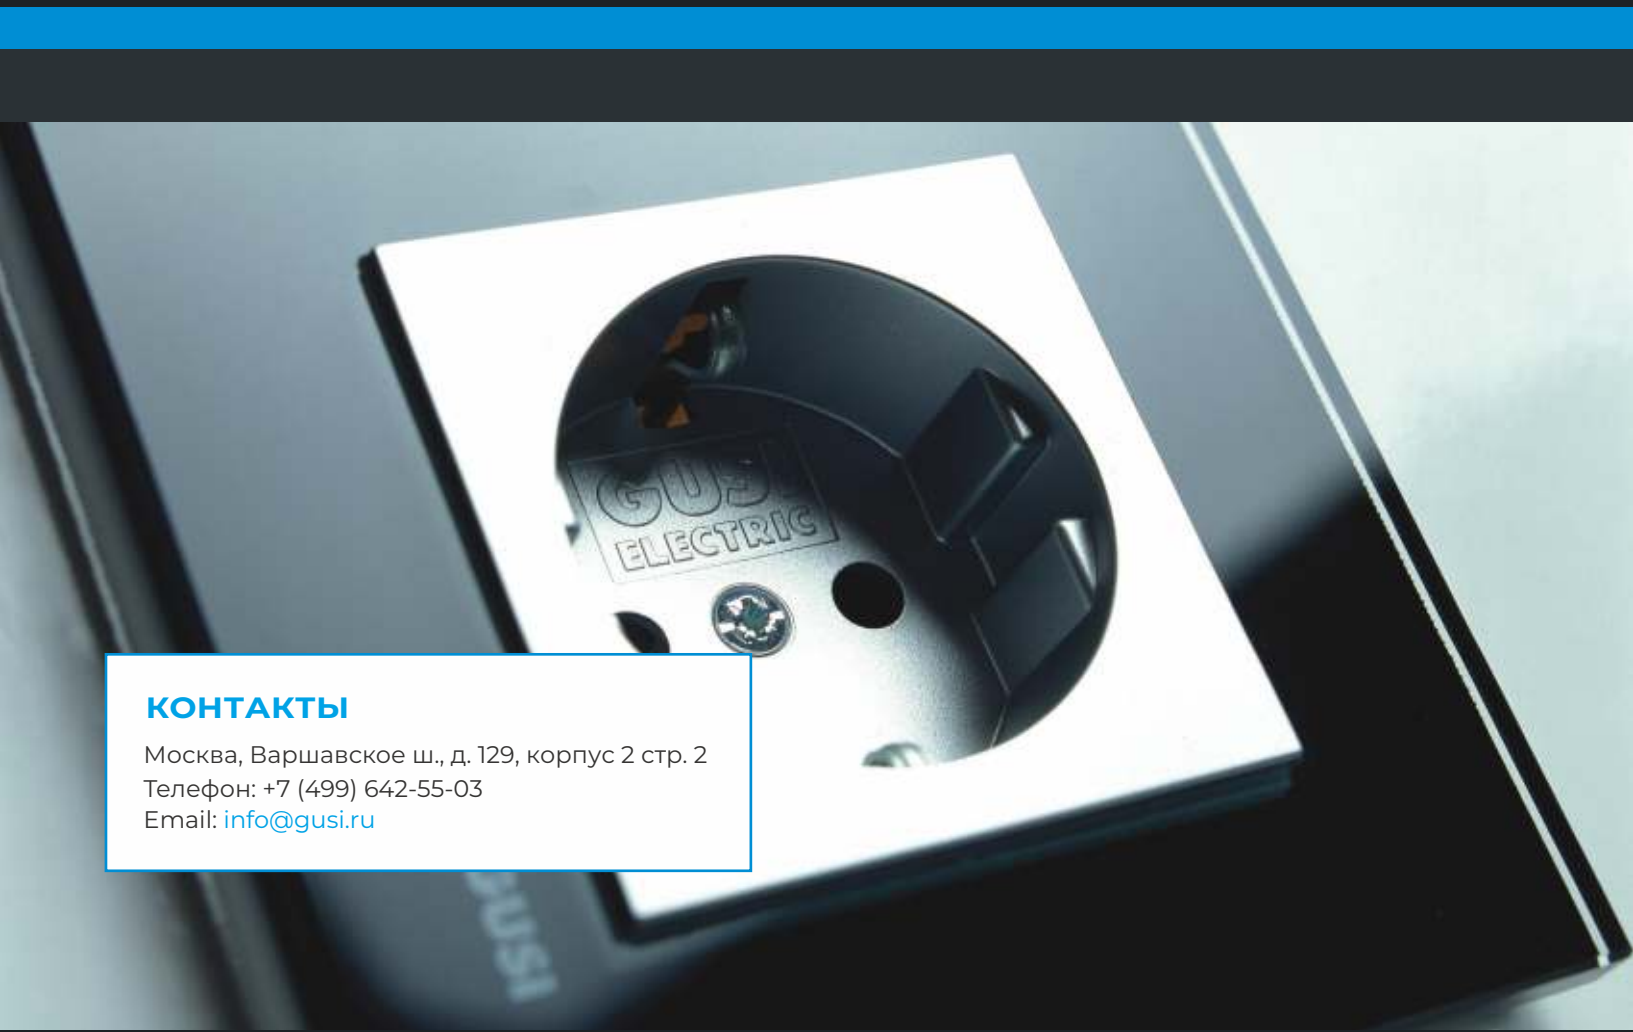 GUSI
ELECTRIC
КОНТАКТЫ
Москва, Варшавское ш., д. 129, корпус 2 стр. 2
Телефон: +7 (499) 642-55-03
Email: info@gusi.ru
GUSI